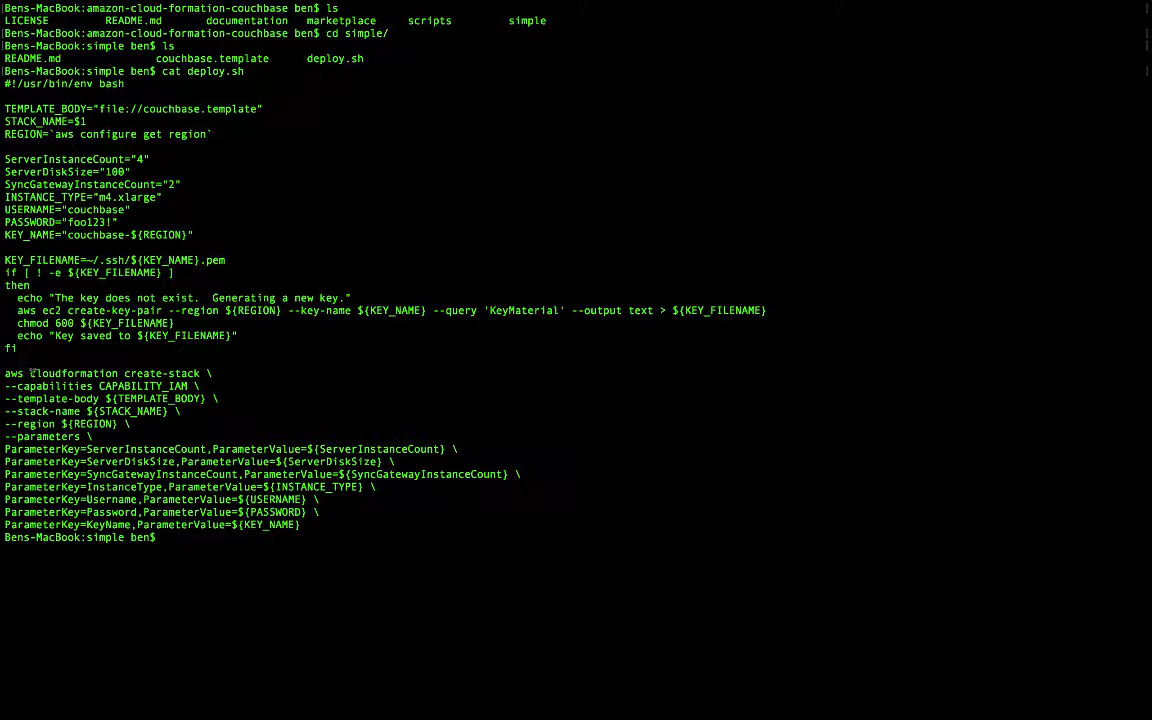 Bens-MacBook:amazon-cloud-formation-couchbase ben$ ls
LICENSE README.md documentation marketplace scripts simple
Bens-MacBook:amazon-cloud-formation-couchbase ben$ cd simple/
Bens-MacBook:simple ben$ ls
README.md couchbase.template deploy.sh
Bens-MacBook:simple ben$ cat deploy.sh
#!/usr/bin/env bash
TEMPLATE_BODY="file://couchbase.template"
STACK_NAME=$1
REGION=`aws configure get region`
ServerInstanceCount="4"
ServerDiskSize="100"
SyncGatewayInstanceCount="2"
INSTANCE_TYPE="m4.xlarge"
USERNAME="couchbase"
PASSWORD="foo123!"
KEY_NAME="couchbase-${REGION}"
KEY_FILENAME=~/.ssh/${KEY_NAME}.pem
if [ ! -e ${KEY_FILENAME} ]
then
  echo "The key does not exist.  Generating a new key."
  aws ec2 create-key-pair --region ${REGION} --key-name ${KEY_NAME} --query 'KeyMaterial' --output text > ${KEY_FILENAME}
  chmod 600 ${KEY_FILENAME}
  echo "Key saved to ${KEY_FILENAME}"
fi
aws cloudformation create-stack \
--capabilities CAPABILITY_IAM \
--template-body ${TEMPLATE_BODY} \
--stack-name ${STACK_NAME} \
--region ${REGION} \
--parameters \
ParameterKey=ServerInstanceCount,ParameterValue=${ServerInstanceCount} \
ParameterKey=ServerDiskSize,ParameterValue=${ServerDiskSize} \
ParameterKey=SyncGatewayInstanceCount,ParameterValue=${SyncGatewayInstanceCount} \
ParameterKey=InstanceType,ParameterValue=${INSTANCE_TYPE} \
ParameterKey=Username,ParameterValue=${USERNAME} \
ParameterKey=Password,ParameterValue=${PASSWORD} \
ParameterKey=KeyName,ParameterValue=${KEY_NAME}
Bens-MacBook:simple ben$